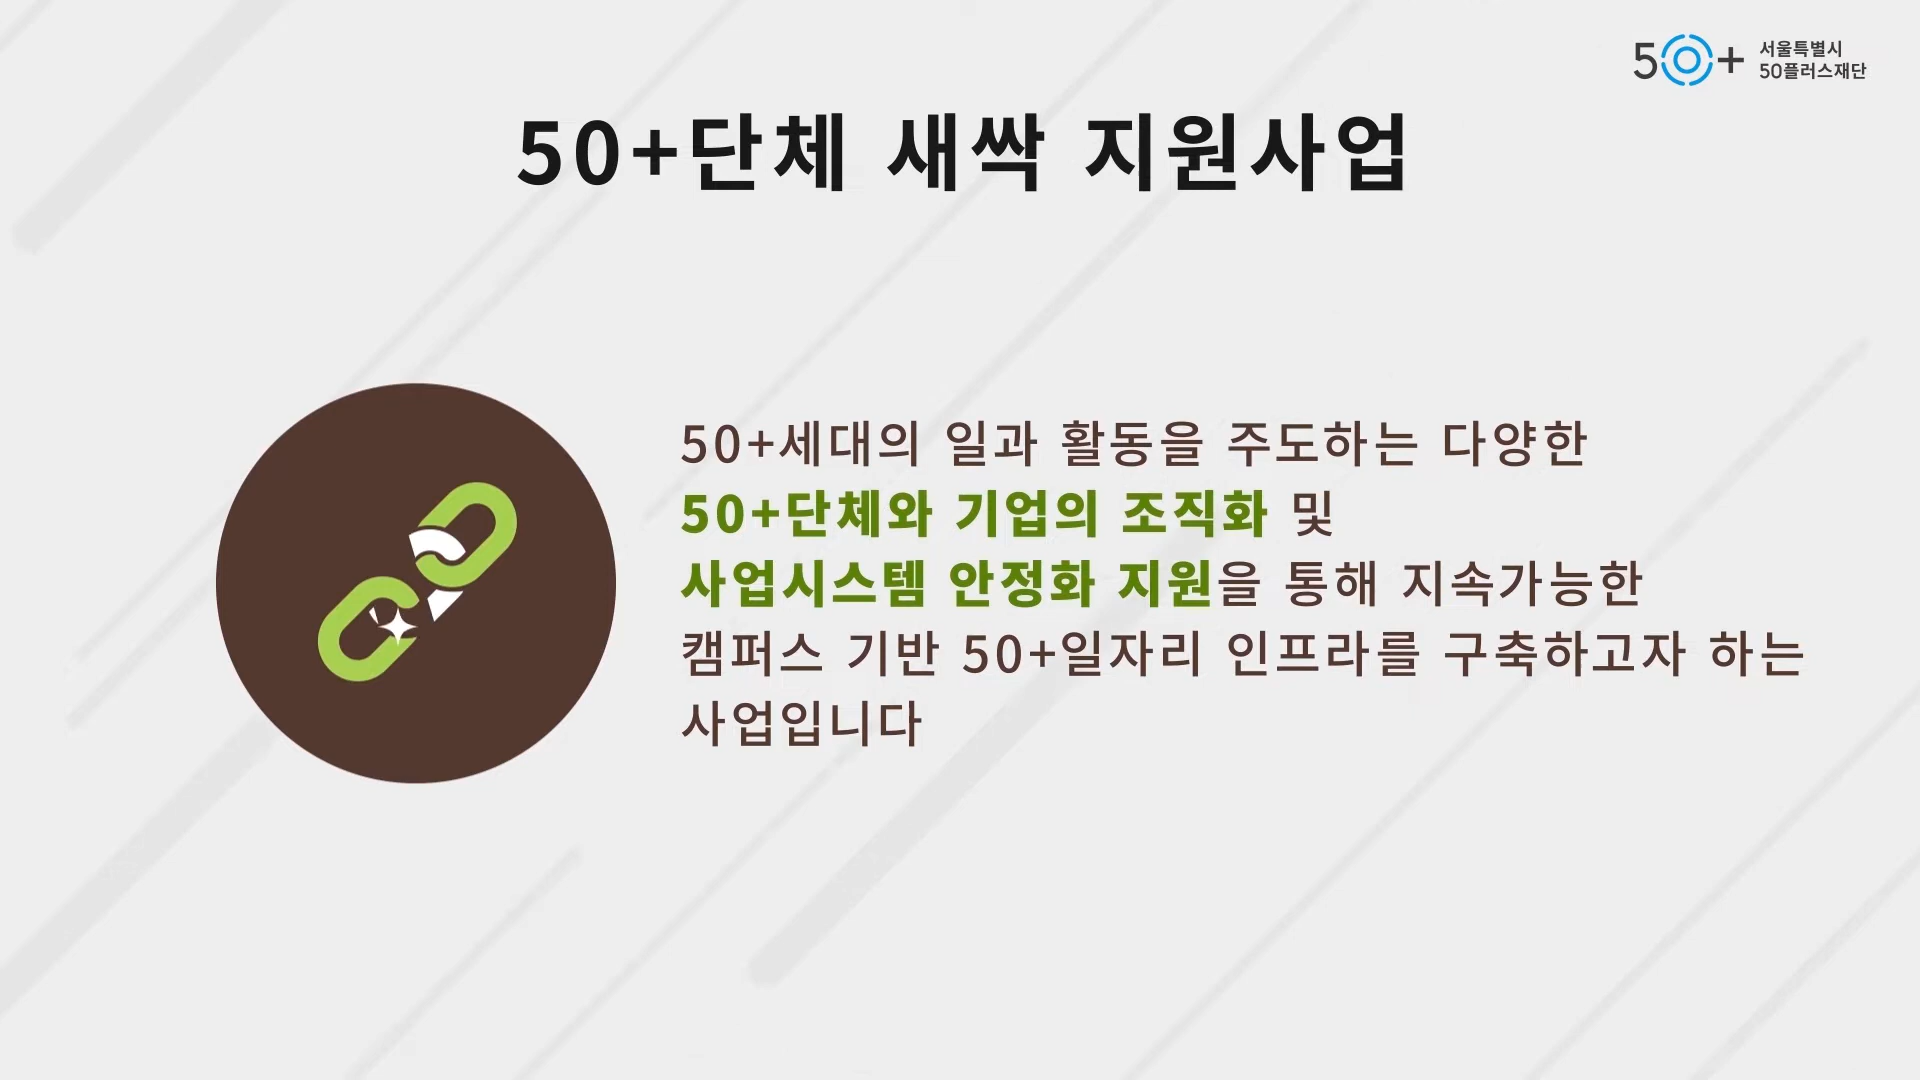 50+ 서울특별시
50플러스재단
50+단체 새싹 지원사업
50+세대의 일과 활동을 주도하는 다양한
50+단체와 기업의 조직화 및
사업시스템 안정화 지원을 통해 지속가능한
캠퍼스 기반 50+일자리 인프라를 구축하고자 하는
사업입니다